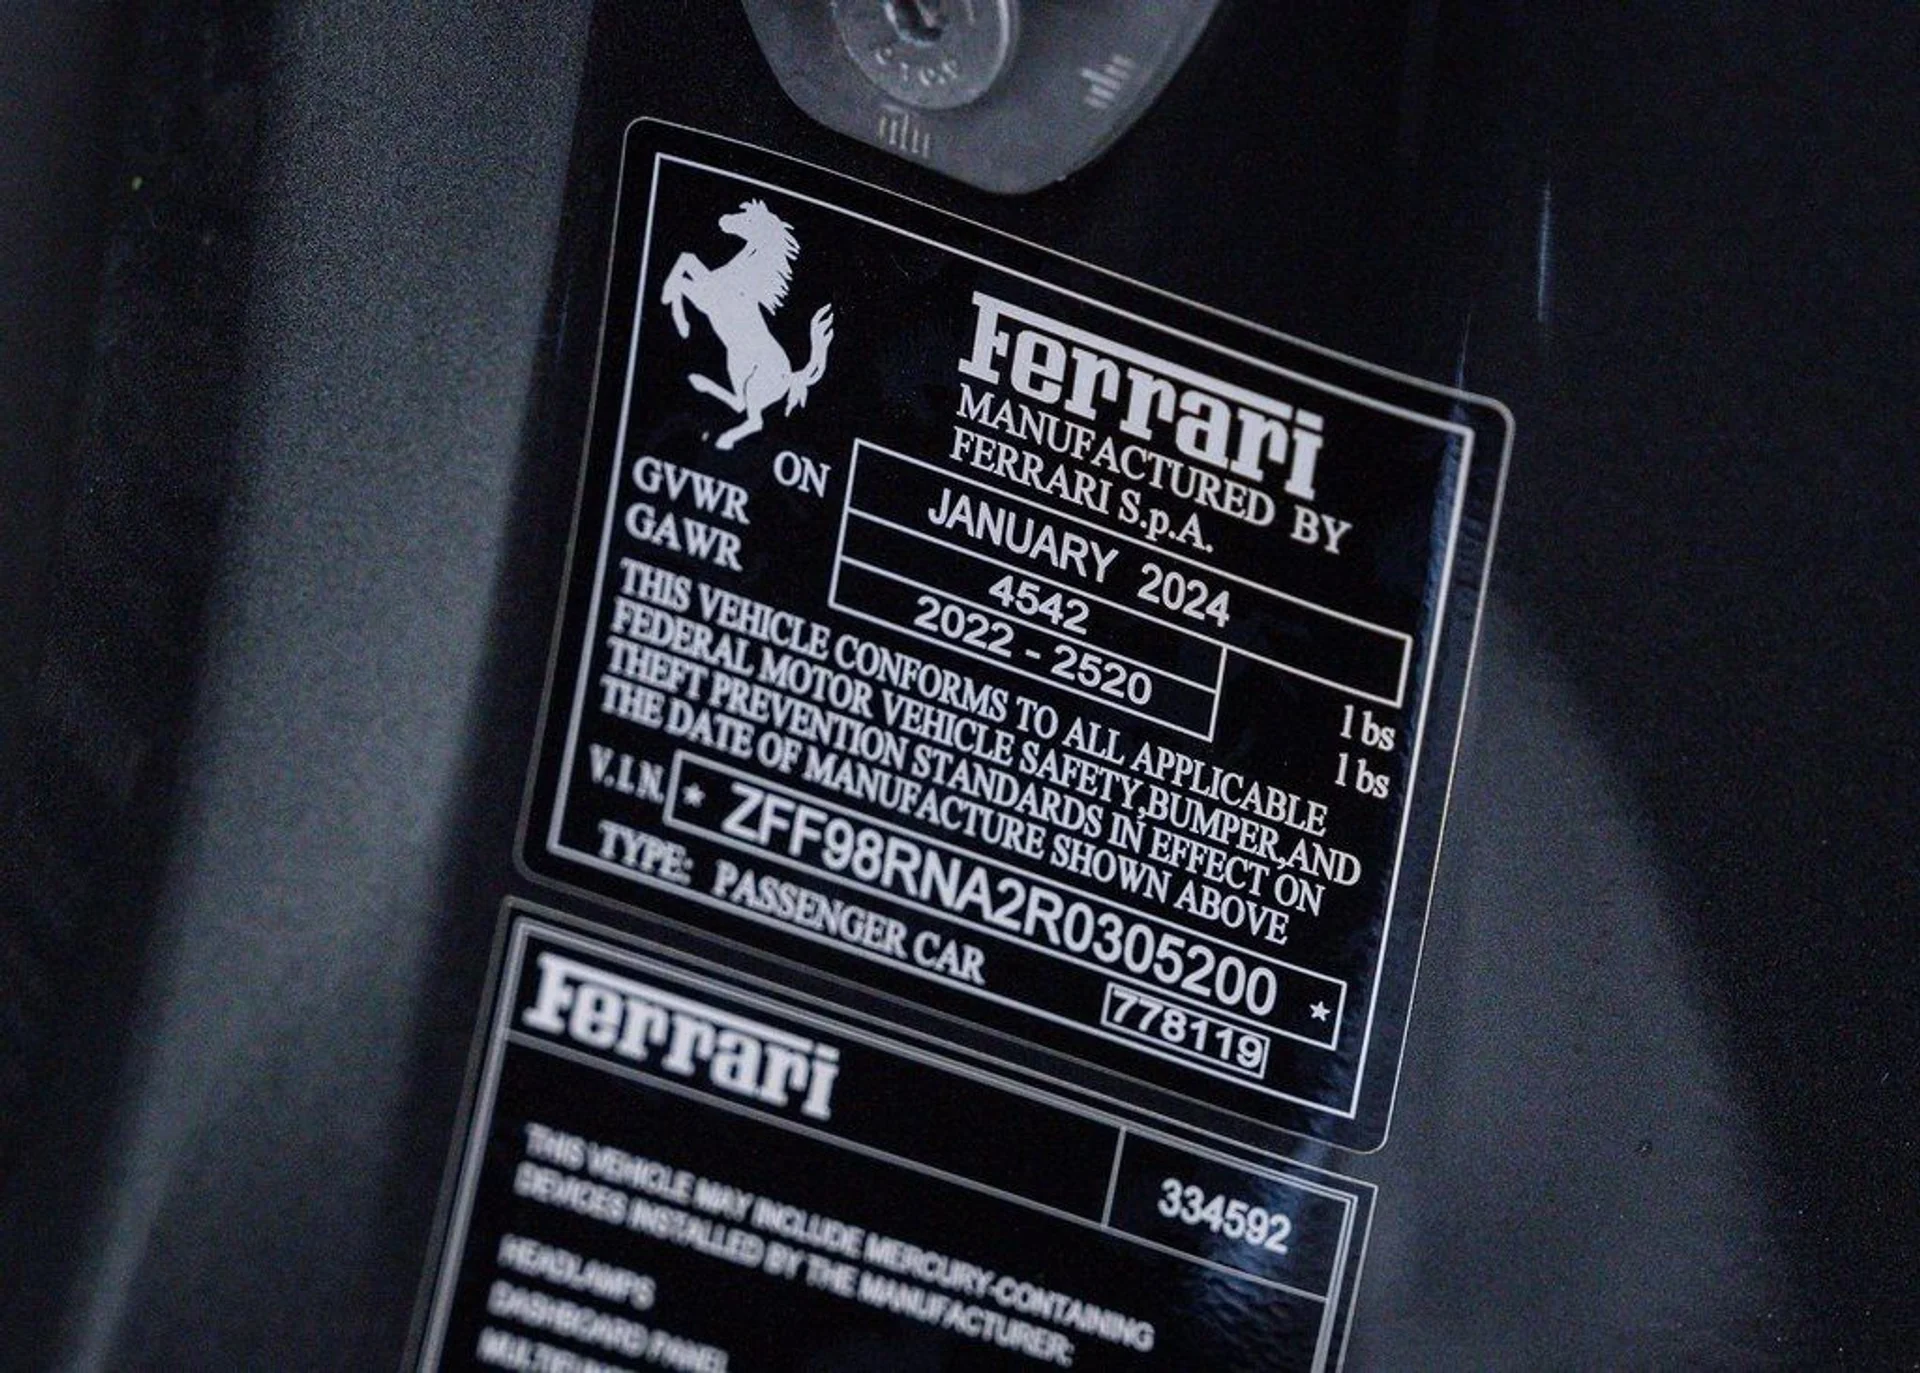 Ferrari
MANUFACTURED BY
FERRARI S.p.A.
ON JANUARY 2024
GVWR 4542 lbs
GAWR 2022 - 2520 lbs
THIS VEHICLE CONFORMS TO ALL APPLICABLE
FEDERAL MOTOR VEHICLE SAFETY,BUMPER,AND
THEFT PREVENTION STANDARDS IN EFFECT ON
THE DATE OF MANUFACTURE SHOWN ABOVE
V.I.N. * ZFF98RNA2R0305200 *
TYPE: PASSENGER CAR
778119
Ferrari
334592
THIS VEHICLE MAY INCLUDE MERCURY-CONTAINING
DEVICES INSTALLED BY THE MANUFACTURER:
HEADLAMPS
DASHBOARD PANEL